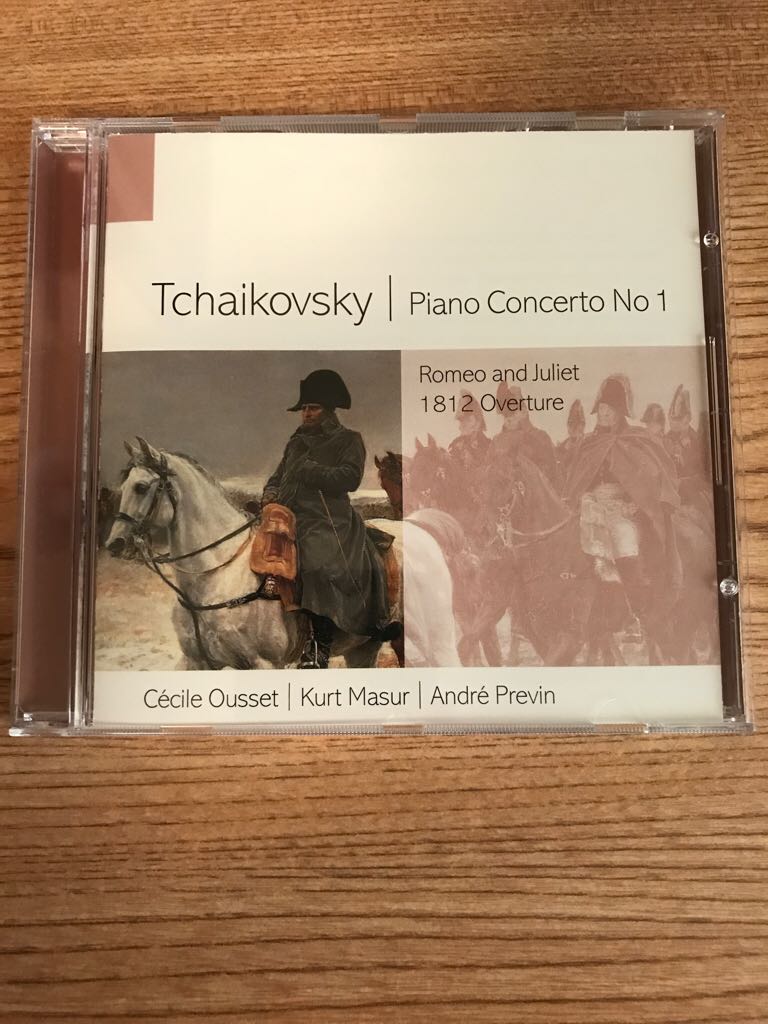 Tchaikovsky | Piano Concerto No 1
Romeo and Juliet
1812 Overture
Cécile Ousset | Kurt Masur | André Previn